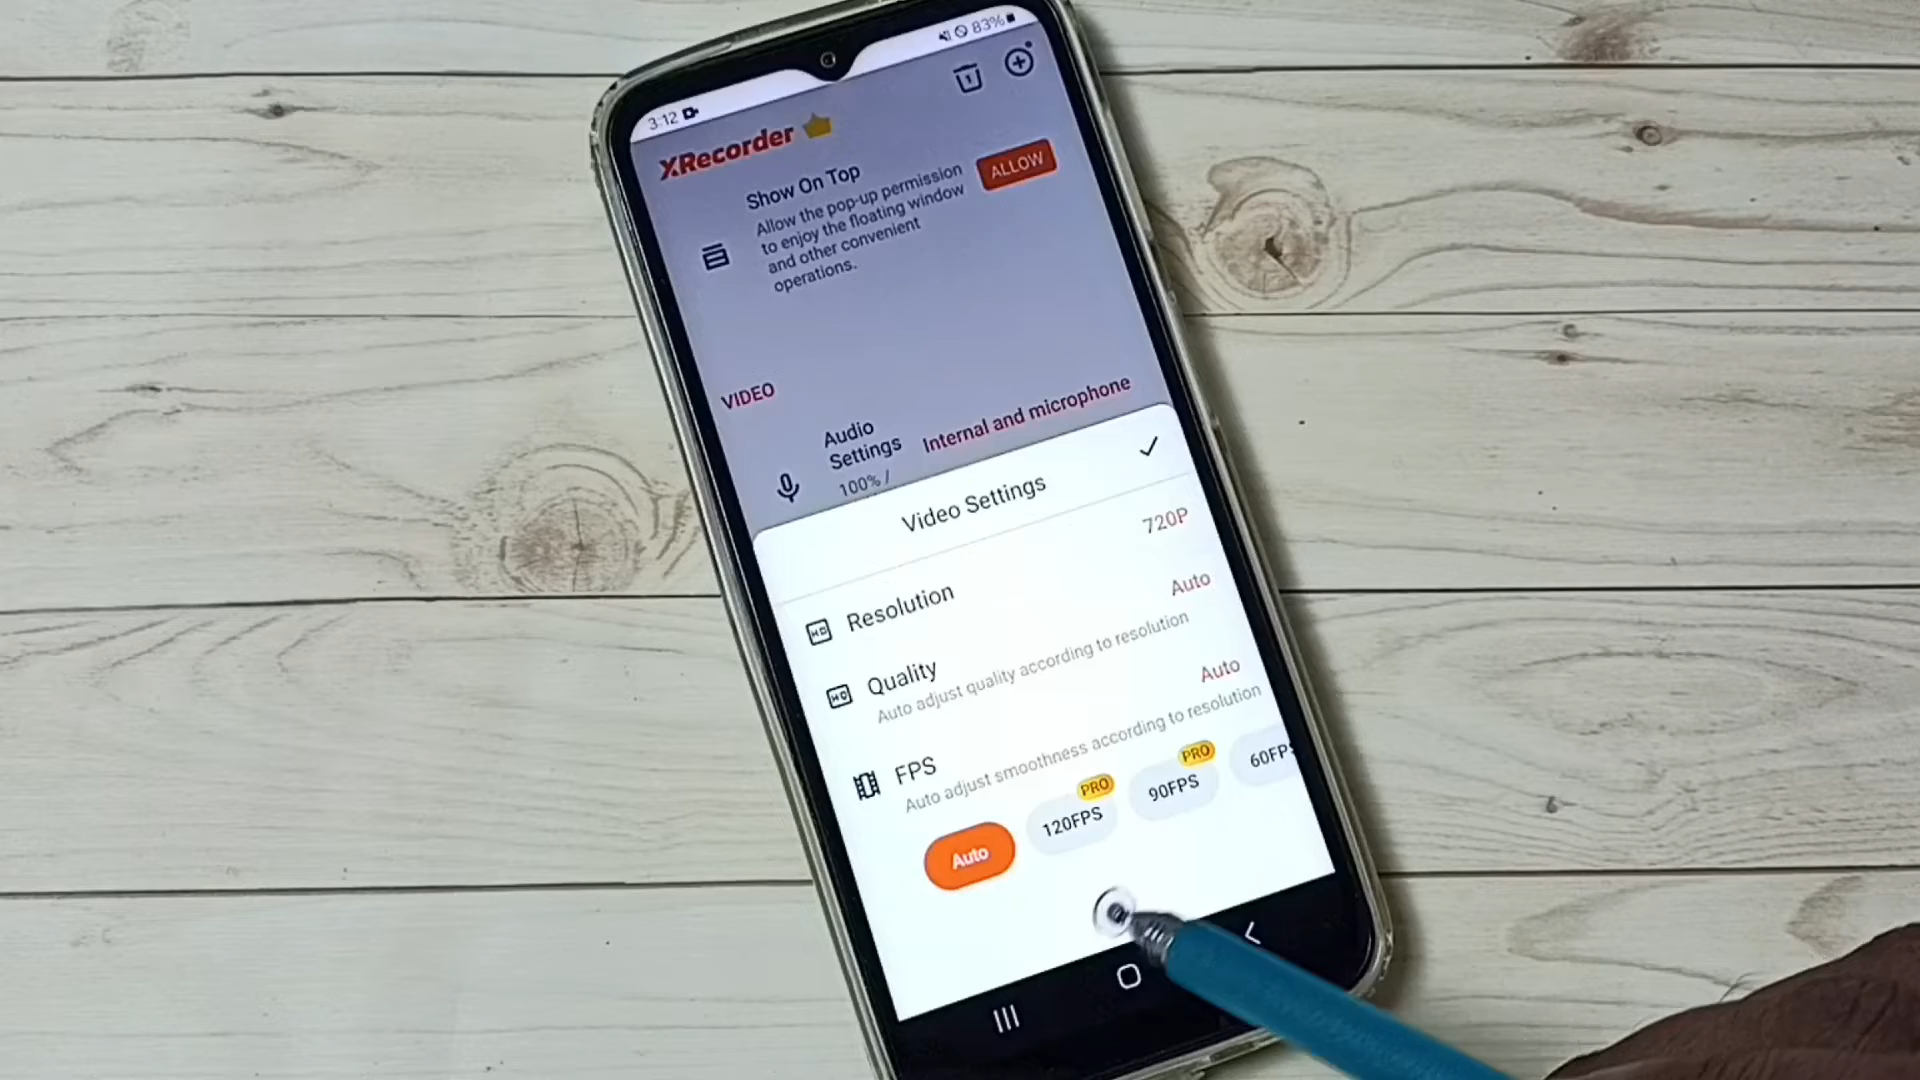 3:12
83%
XRecorder
Show On Top
Allow the pop-up permission
to enjoy the floating window
and other convenient
operations.
ALLOW
VIDEO
Audio
Settings
100% /
Internal and microphone
Video Settings
Resolution
720P
Quality
Auto
Auto adjust quality according to resolution
FPS
Auto
Auto adjust smoothness according to resolution
Auto
120FPS
PRO
90FPS
PRO
60FPS